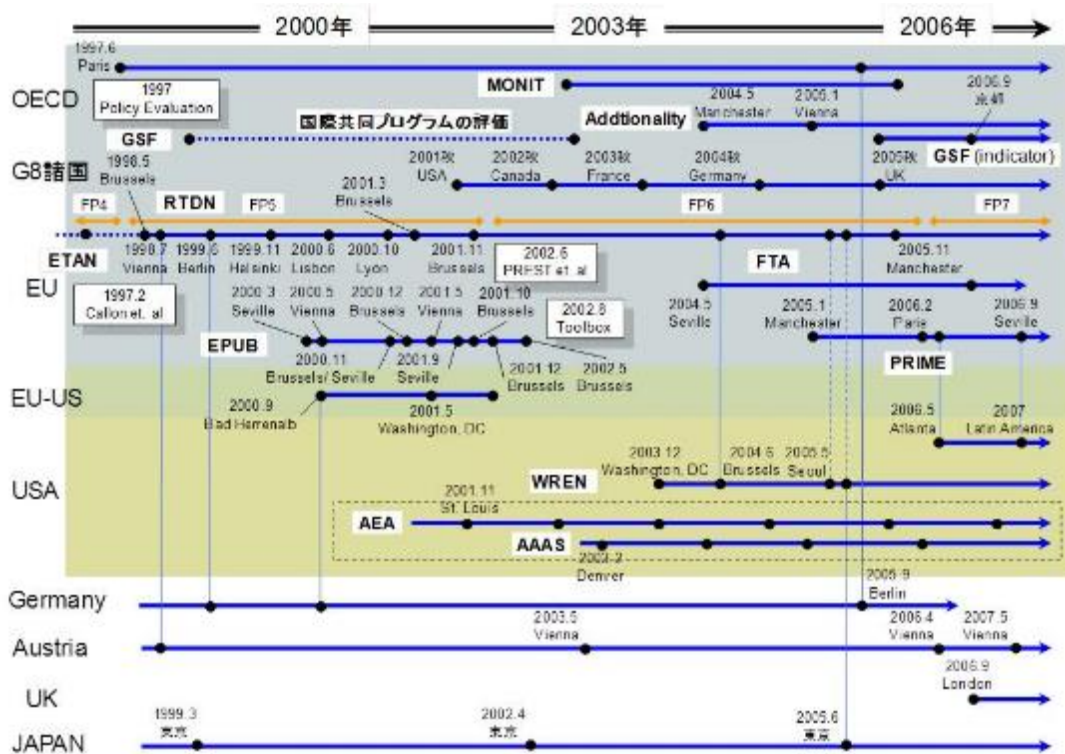 2000年 2003年 2006年
1997.6
Paris
OECD
1997
Policy Evaluation
MONIT
2006.9
京都
2004.5
Manchester
2005.1
Vienna
国際共同プログラムの評価
Addtionality
GSF
GSF (indicator)
G8諸国
1998.5
Brussels
2001秋
USA
2002秋
Canada
2003秋
France
2004秋
Germany
2005秋
UK
2001.3
Brussels
FP4
RTDN
FP5
FP6
FP7
ETAN
1998.7
Vienna
1999.6
Berlin
1999.11
Helsinki
2000.6
Lisbon
2000.10
Lyon
2001.11
Brussels
2002.6
PREST et. al
FTA
2005.11
Manchester
EU
1997.2
Callon et. al
2000.3
Seville
2000.5
Vienna
2000.12
Brussels
2001.5
Vienna
2001.10
Brussels
2002.8
Toolbox
2004.5
Seville
2005.1
Manchester
2006.2
Paris
2006.9
Seville
EPUB
2000.11
Brussels/ Seville
2001.9
Seville
2001.12
Brussels
2002.5
Brussels
PRIME
EU-US
2000.9
Bad Herrenalb
2001.5
Washington, DC
2006.5
Atlanta
2007
Latin America
USA
2003.12
Washington, DC
2004.6
Brussels
2005.5
Seoul
WREN
2001.11
St. Louis
AEA
AAAS
Denver
2005.9
Berlin
Germany
Austria
2003.5
Vienna
2006.4
Vienna
2007.5
Vienna
UK
2006.9
London
JAPAN
1999.3
東京
2002.4
東京
2005.6
東京